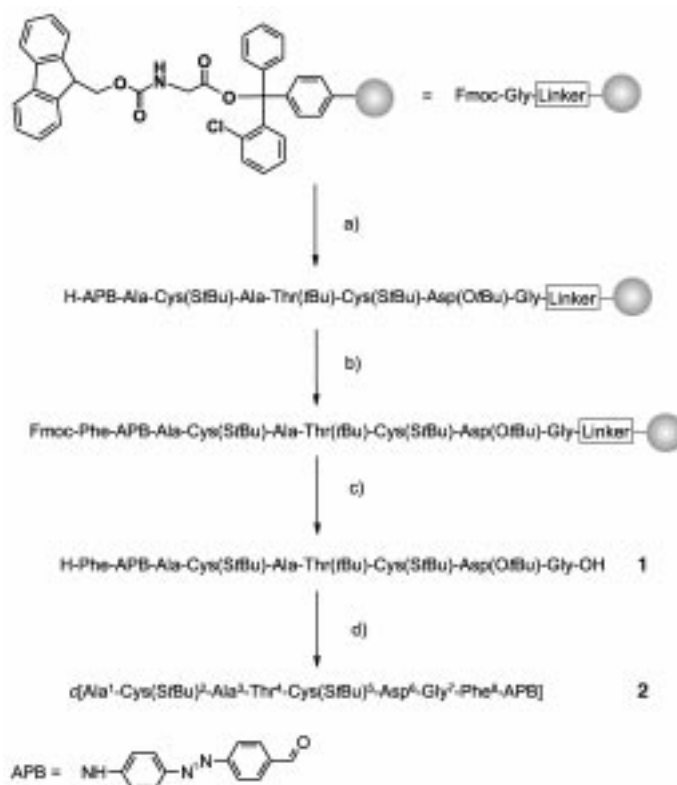 H
O N O
O O
Cl
= Fmoc-Gly-Linker
a)
H-APB-Ala-Cys(StBu)-Ala-Thr(tBu)-Cys(StBu)-Asp(OtBu)-Gly-Linker
b)
Fmoc-Phe-APB-Ala-Cys(StBu)-Ala-Thr(tBu)-Cys(StBu)-Asp(OtBu)-Gly-Linker
c)
H-Phe-APB-Ala-Cys(StBu)-Ala-Thr(tBu)-Cys(StBu)-Asp(OtBu)-Gly-OH 1
d)
c[Ala¹-Cys(StBu)²-Ala³-Thr⁴-Cys(StBu)⁵-Asp⁶-Gly⁷-Phe⁸-APB] 2
APB = NH N N O